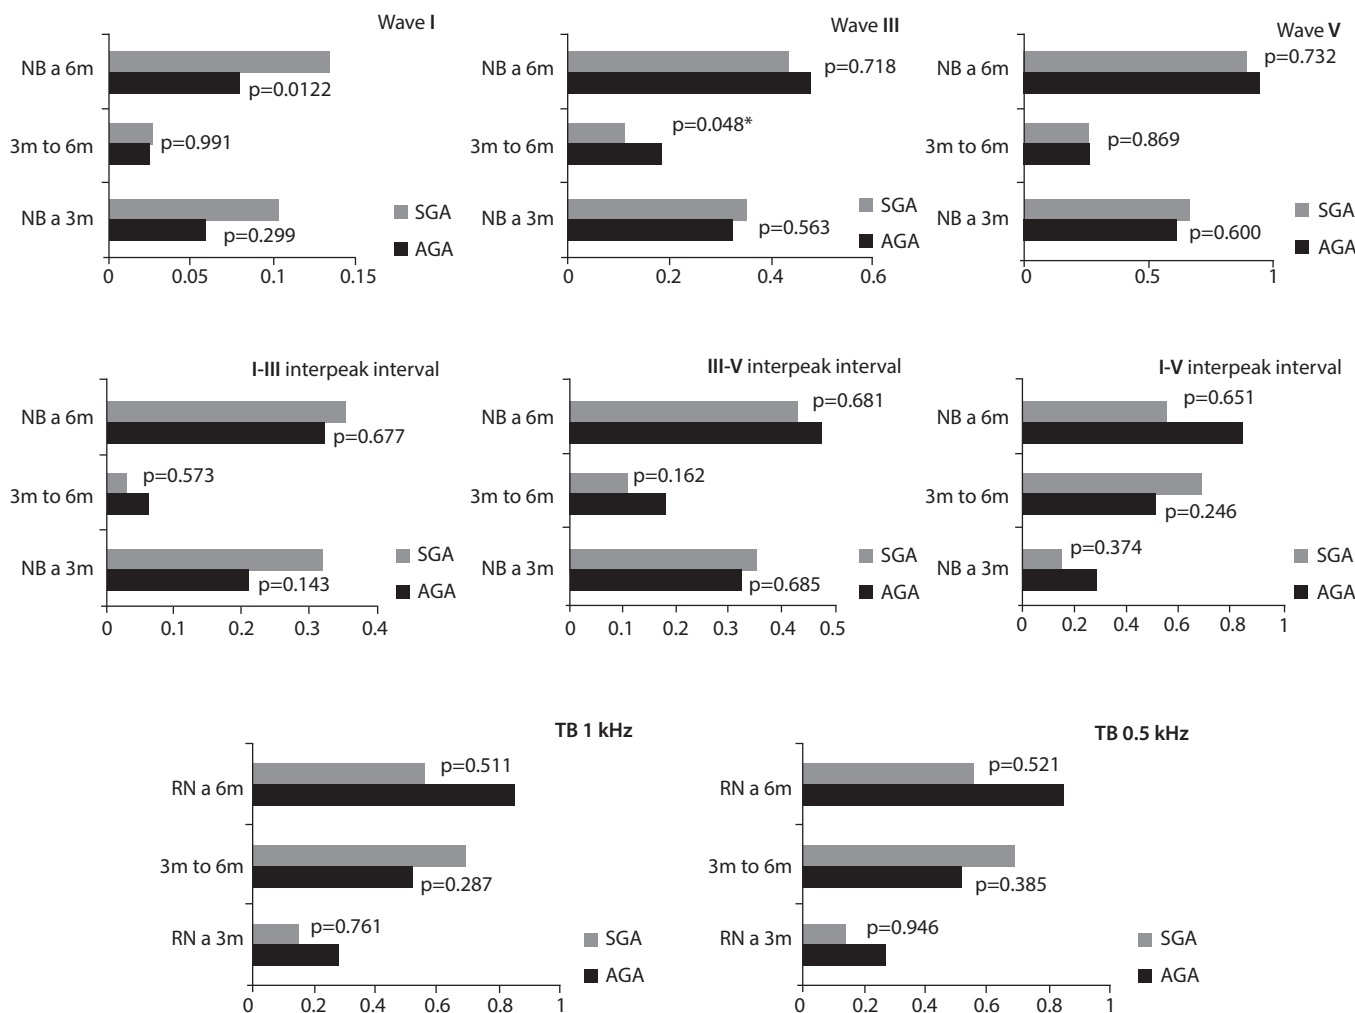 Wave I
NB a 6m
p=0.0122
3m to 6m
p=0.991
NB a 3m
p=0.299
SGA
AGA
0 0.05 0.1 0.15
Wave III
NB a 6m
p=0.718
3m to 6m
p=0.048*
NB a 3m
p=0.563
SGA
AGA
0 0.2 0.4 0.6
Wave V
NB a 6m
p=0.732
3m to 6m
p=0.869
NB a 3m
p=0.600
SGA
AGA
0 0.5 1
I-III interpeak interval
NB a 6m
p=0.677
3m to 6m
p=0.573
NB a 3m
p=0.143
SGA
AGA
0 0.1 0.2 0.3 0.4
III-V interpeak interval
NB a 6m
p=0.681
3m to 6m
p=0.162
NB a 3m
p=0.685
SGA
AGA
0 0.1 0.2 0.3 0.4 0.5
I-V interpeak interval
NB a 6m
p=0.651
3m to 6m
p=0.246
NB a 3m
p=0.374
SGA
AGA
0 0.2 0.4 0.6 0.8 1
TB 1 kHz
RN a 6m
p=0.511
3m to 6m
p=0.287
RN a 3m
p=0.761
SGA
AGA
0 0.2 0.4 0.6 0.8 1
TB 0.5 kHz
RN a 6m
p=0.521
3m to 6m
p=0.385
RN a 3m
p=0.946
SGA
AGA
0 0.2 0.4 0.6 0.8 1